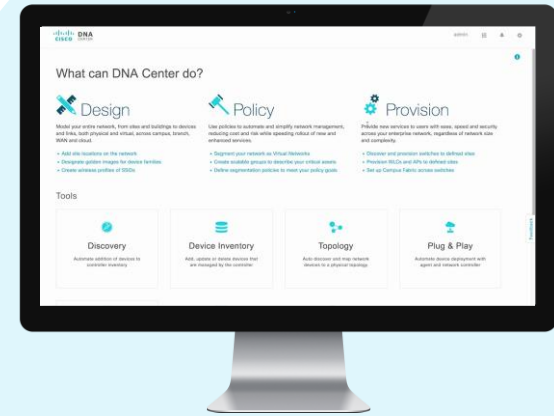 CISCO DNA CENTER
admin
What can DNA Center do?
Design
Model your entire network, from sites and buildings to devices
and links, both physical and virtual, across campus, branch,
WAN and cloud.
Add site locations on the network
Designate golden images for device families
Create wireless profiles of SSIDs
Policy
Use policies to automate and simplify network management,
reducing cost and risk while speeding rollout of new and
enhanced services.
Segment your network as Virtual Networks
Create scalable groups to describe your critical assets
Define segmentation policies to meet your policy goals
Provision
Provide new services to users with ease, speed and security
across your enterprise network, regardless of network size
and complexity.
Discover and provision switches to defined sites
Provision WLCs and APs to defined sites
Set up Campus Fabric across switches
Tools
Discovery
Automate addition of devices to
controller inventory
Device Inventory
Add, update or delete devices that
are managed by the controller
Topology
Auto discover and map network
devices to a physical topology
Plug & Play
Automate device deployment with
agent and network controller
Feedback